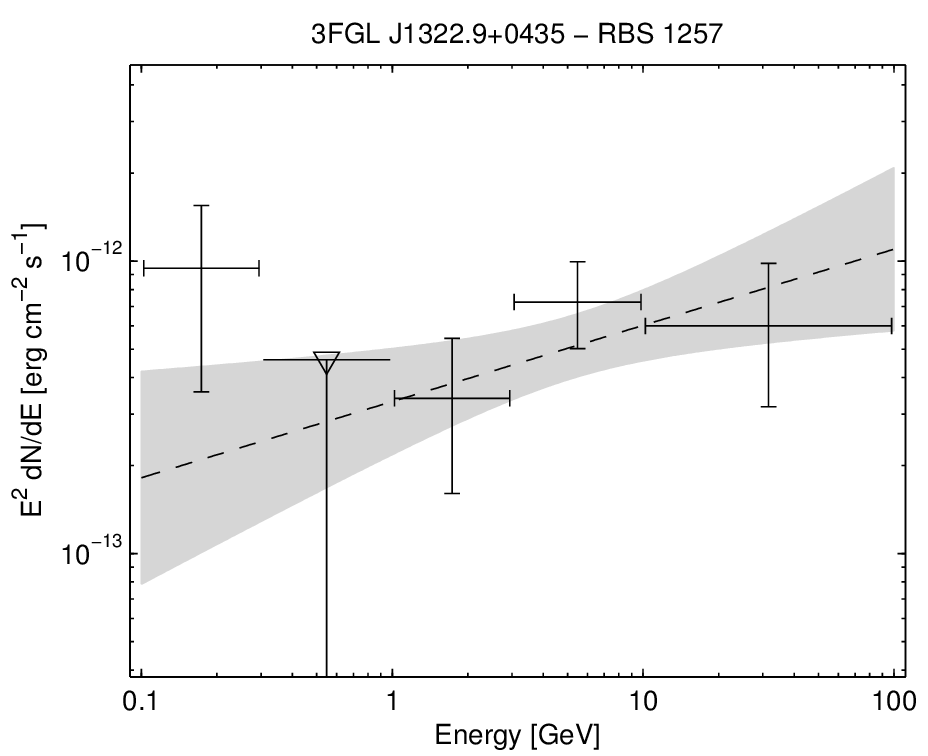 3FGL J1322.9+0435 − RBS 1257
E² dN/dE [erg cm⁻² s⁻¹]
10⁻¹²
10⁻¹³
0.1 1 10 100
Energy [GeV]